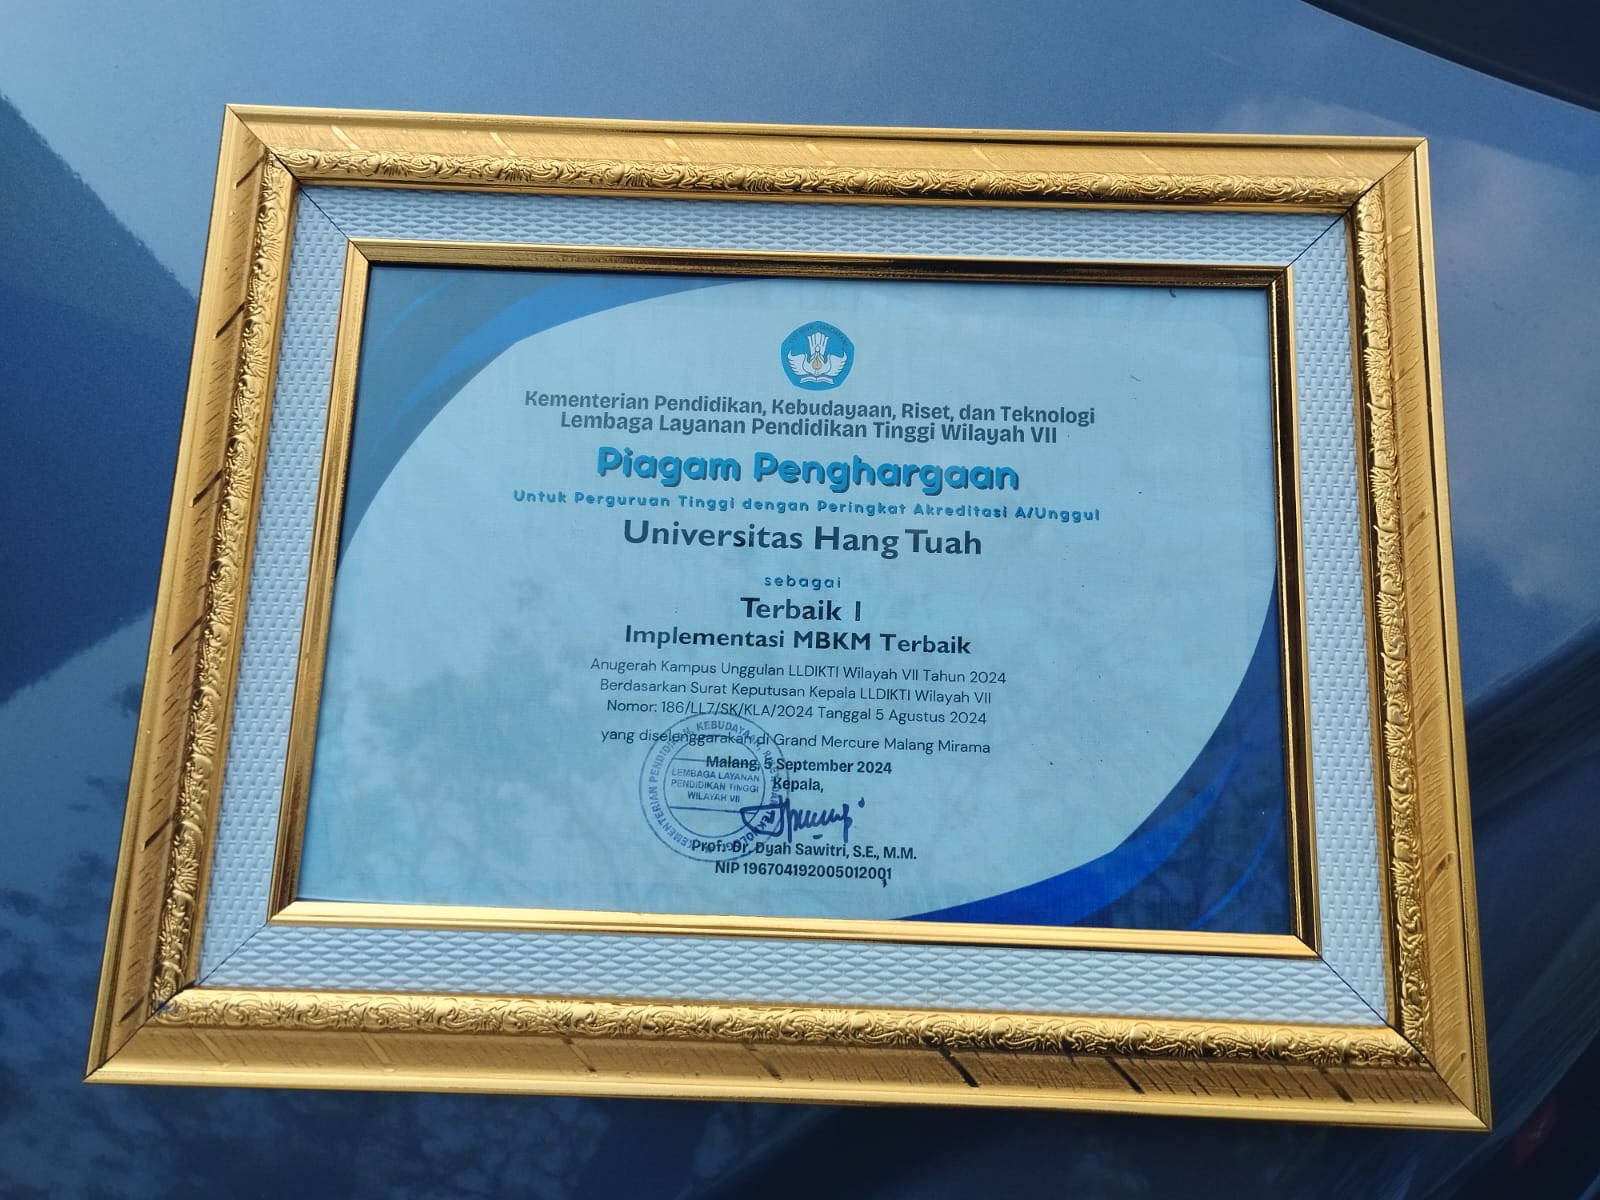 Kementerian Pendidikan, Kebudayaan, Riset, dan Teknologi
Lembaga Layanan Pendidikan Tinggi Wilayah VII
Piagam Penghargaan
Untuk Perguruan Tinggi dengan Peringkat Akreditasi A/Unggul
Universitas Hang Tuah
sebagai
Terbaik 1
Implementasi MBKM Terbaik
Anugerah Kampus Unggulan LLDIKTI Wilayah VII Tahun 2024
Berdasarkan Surat Keputusan Kepala LLDIKTI Wilayah VII
Nomor: 186/LL7/SK/KLA/2024 Tanggal 5 Agustus 2024
yang diselenggarakan di Grand Mercure Malang Mirama
Malang, 5 September 2024
Kepala,
KEMENTERIAN PENDIDIKAN, KEBUDAYAAN,
LEMBAGA LAYANAN
PENDIDIKAN TINGGI
WILAYAH VII
Prof. Dr. Dyah Sawitri, S.E., M.M.
NIP 196704192005012001